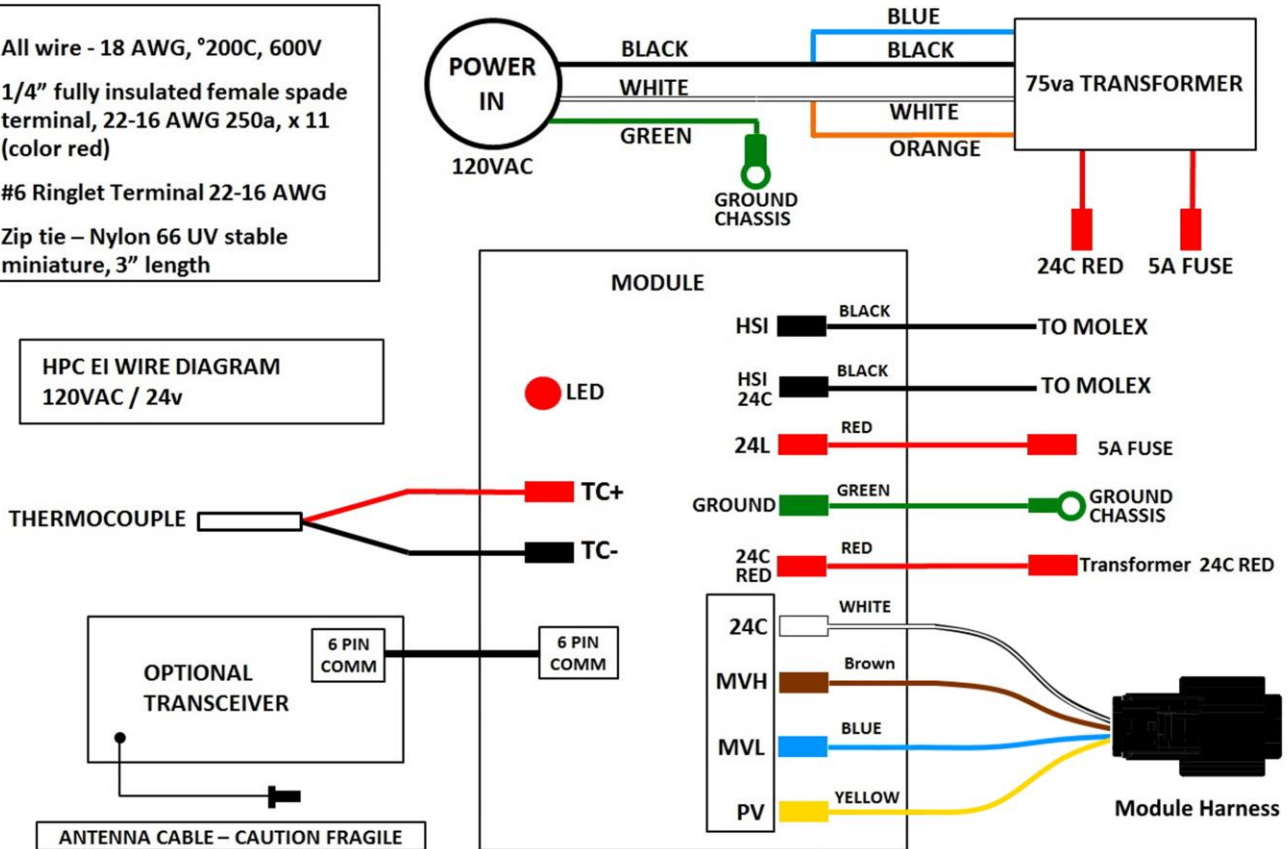 All wire - 18 AWG, °200C, 600V
1/4” fully insulated female spade
terminal, 22-16 AWG 250a, x 11
(color red)
#6 Ringlet Terminal 22-16 AWG
Zip tie – Nylon 66 UV stable
miniature, 3” length
HPC EI WIRE DIAGRAM
120VAC / 24v
POWER
IN
120VAC
BLACK
WHITE
GREEN
GROUND
CHASSIS
BLUE
BLACK
WHITE
ORANGE
75va TRANSFORMER
24C RED
5A FUSE
MODULE
LED
THERMOCOUPLE
TC+
TC-
OPTIONAL
TRANSCEIVER
6 PIN
COMM
6 PIN
COMM
ANTENNA CABLE – CAUTION FRAGILE
HSI
BLACK
TO MOLEX
HSI
24C
BLACK
TO MOLEX
24L
RED
5A FUSE
GROUND
GREEN
GROUND
CHASSIS
24C
RED
RED
Transformer 24C RED
24C
WHITE
MVH
Brown
MVL
BLUE
PV
YELLOW
Module Harness